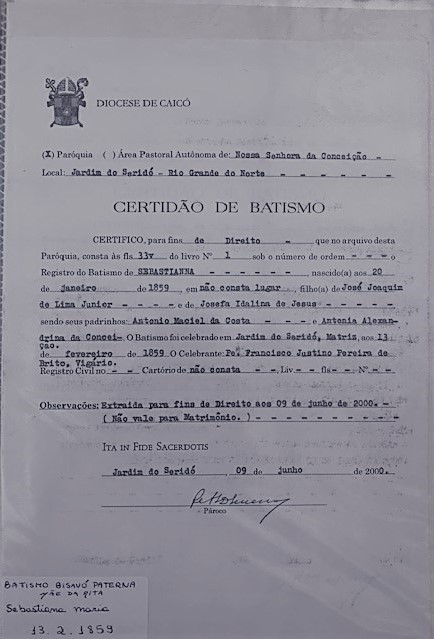 DIOCESE DE CAICÓ
(X) Paróquia ( ) Área Pastoral Autônoma de: Nossa Senhora da Conceição -
Local: Jardim do Seridó - Rio Grande do Norte - - - - - -
CERTIDÃO DE BATISMO
CERTIFICO, para fins de Direito - que no arquivo desta
Paróquia, consta às fls. 33v do livro Nº 1 sob o número de ordem - - - o
Registro do Batismo de SEBASTIANNA - - - - - - , nascido(a) aos 20
de janeiro de 1859, em não consta lugar, filho(a) de José Joaquim
de Lima Junior - - - e de Josefa Idalina de Jesus - - - -
sendo seus padrinhos: Antonio Maciel da Costa - - - e Antonia Alexan-
drina da Concei- O Batismo foi celebrado em Jardim do Seridó, Matriz, aos 13
ção.
de fevereiro de 1859. O Celebrante: Pe. Francisco Justino Pereira de
Brito, Vigário.
Registro Civil no - - Cartório de não consta - -, Liv - fls - - Nº - -
Observações: Extraida para fins de Direito aos 09 de junho de 2000. -
( Não vale para Matrimônio. ) - - - - - - - - - -
ITA IN FIDE SACERDOTIS
Jardim do Seridó, 09 de junho de 2000.
Pároco
BATISMO BISAVÓ PATERNA
MÃE DA RITA
Sebastiana maria
13.2.1859